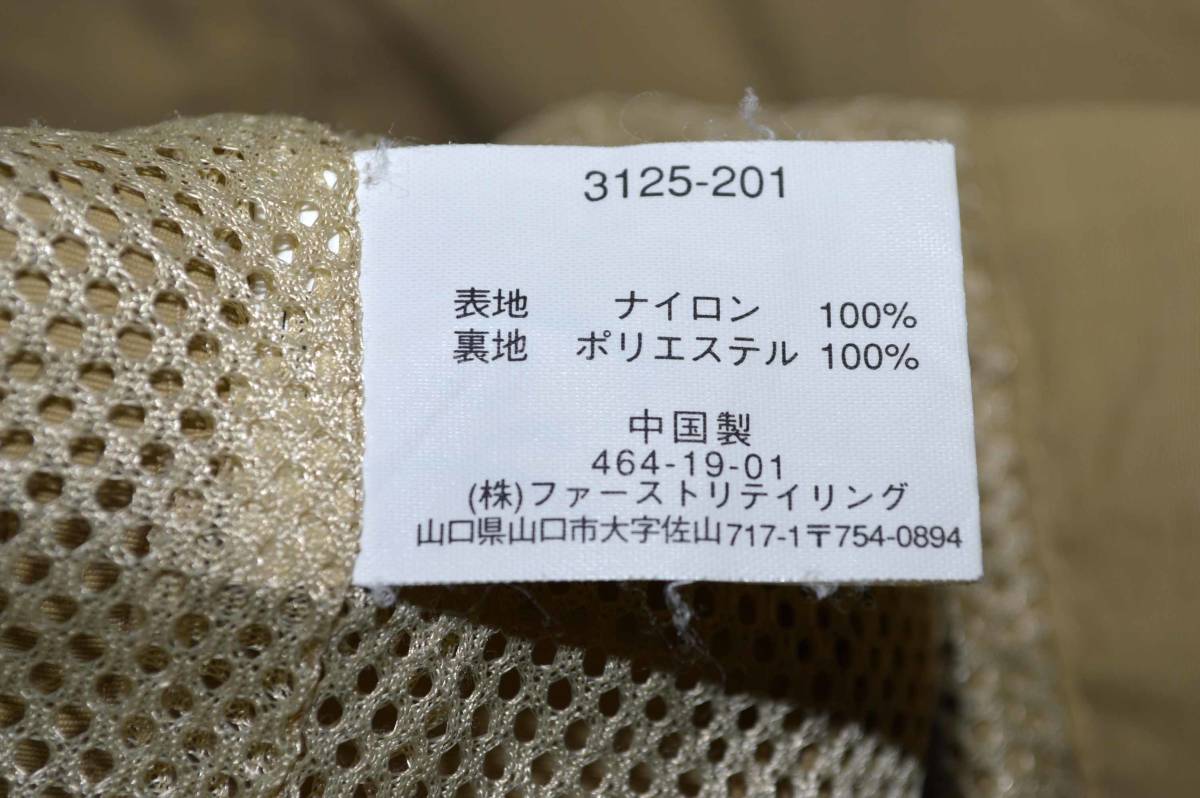 3125-201
表地 ナイロン 100%
裏地 ポリエステル 100%
中国製
464-19-01
(株)ファーストリテイリング
山口県山口市大字佐山717-1〒754-0894